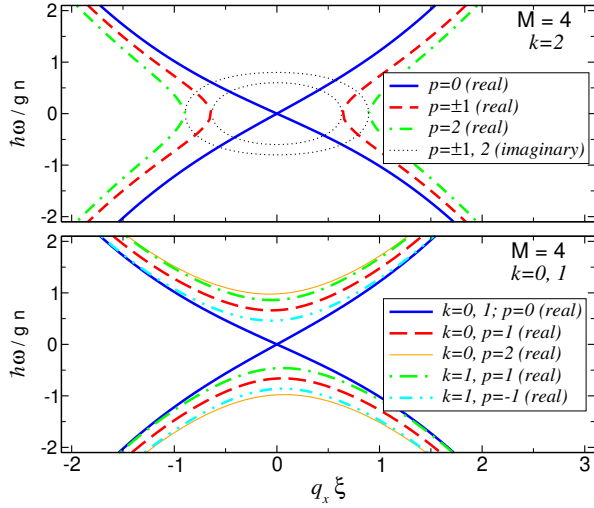 M = 4
k=2
2
1
0
-1
-2
ħω / g n
p=0 (real)
p=±1 (real)
p=2 (real)
p=±1, 2 (imaginary)
M = 4
k=0, 1
2
1
0
-1
-2
ħω / g n
k=0, 1; p=0 (real)
k=0, p=1 (real)
k=0, p=2 (real)
k=1, p=1 (real)
k=1, p=-1 (real)
-2 -1 0 1 2 3
qₓ ξ